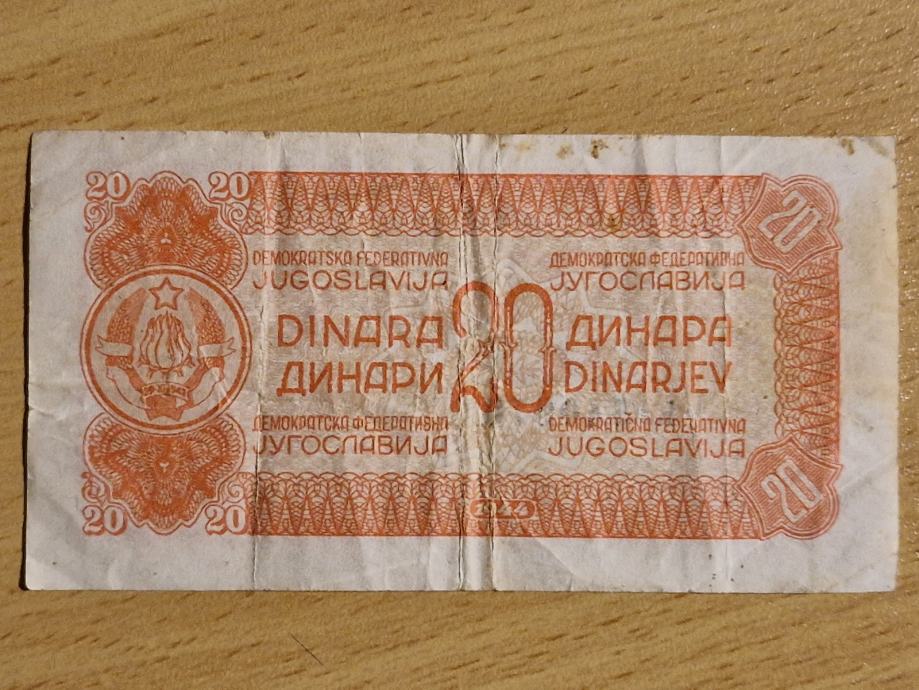 20 20
20
DEMOKRATSKA FEDERATIVNA
JUGOSLAVIJA
ДЕМОКРАТСКА ФЕДЕРАТИВНА
ЈУГОСЛАВИЈА
DINARA 20 ДИНАРА
ДИНАРИ DINARJEV
ДЕМОКРАТСКА ФЕДЕРАТИВНА
ЈУГОСЛАВИЈА
DEMOKRATIČNA FEDERATIVNA
JUGOSLAVIJA
20 20
1944
20